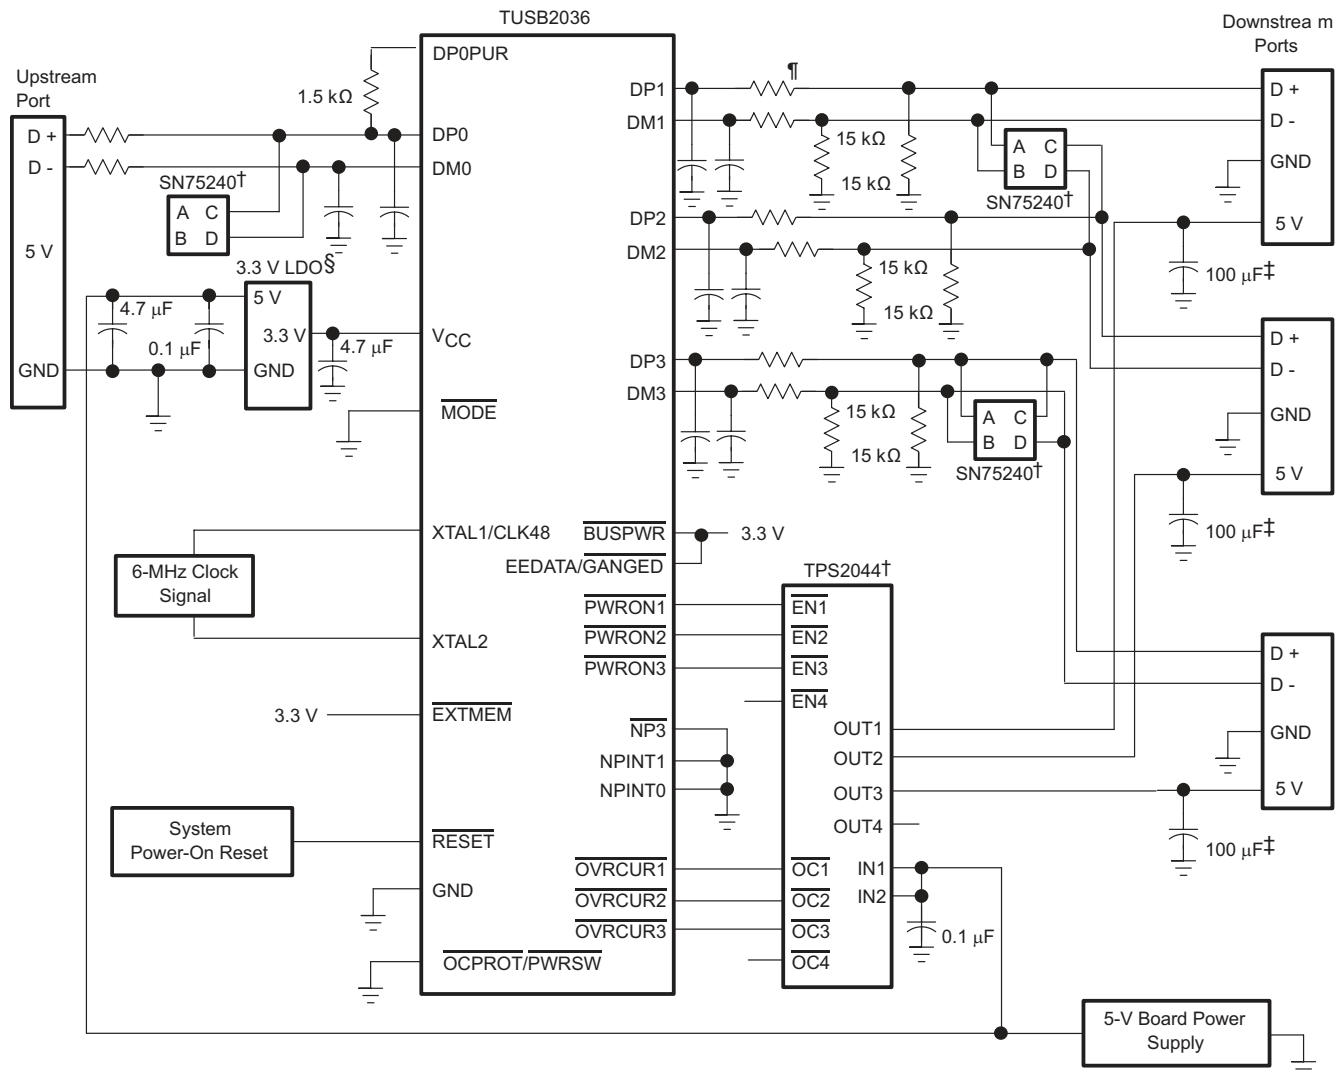 TUSB2036
Downstrea m
Ports
Upstream
Port
D +
D -
5 V
GND
1.5 kΩ
SN75240†
A C
B D
3.3 V LDO§
5 V
3.3 V
GND
4.7 µF
0.1 µF
4.7 µF
6-MHz Clock
Signal
3.3 V
System
Power-On Reset
DP0PUR
DP0
DM0
VCC
MODE
XTAL1/CLK48
XTAL2
EXTMEM
RESET
GND
OCPROT/PWRSW
DP1
DM1
DP2
DM2
DP3
DM3
BUSPWR
EEDATA/GANGED
PWRON1
PWRON2
PWRON3
NP3
NPINT1
NPINT0
OVRCUR1
OVRCUR2
OVRCUR3
¶
15 kΩ
15 kΩ
A C
B D
SN75240†
15 kΩ
15 kΩ
15 kΩ
15 kΩ
A C
B D
SN75240†
3.3 V
TPS2044†
EN1
EN2
EN3
EN4
OUT1
OUT2
OUT3
OUT4
OC1
OC2
OC3
OC4
IN1
IN2
0.1 µF
D +
D -
GND
5 V
100 µF‡
D +
D -
GND
5 V
100 µF‡
D +
D -
GND
5 V
100 µF‡
5-V Board Power
Supply